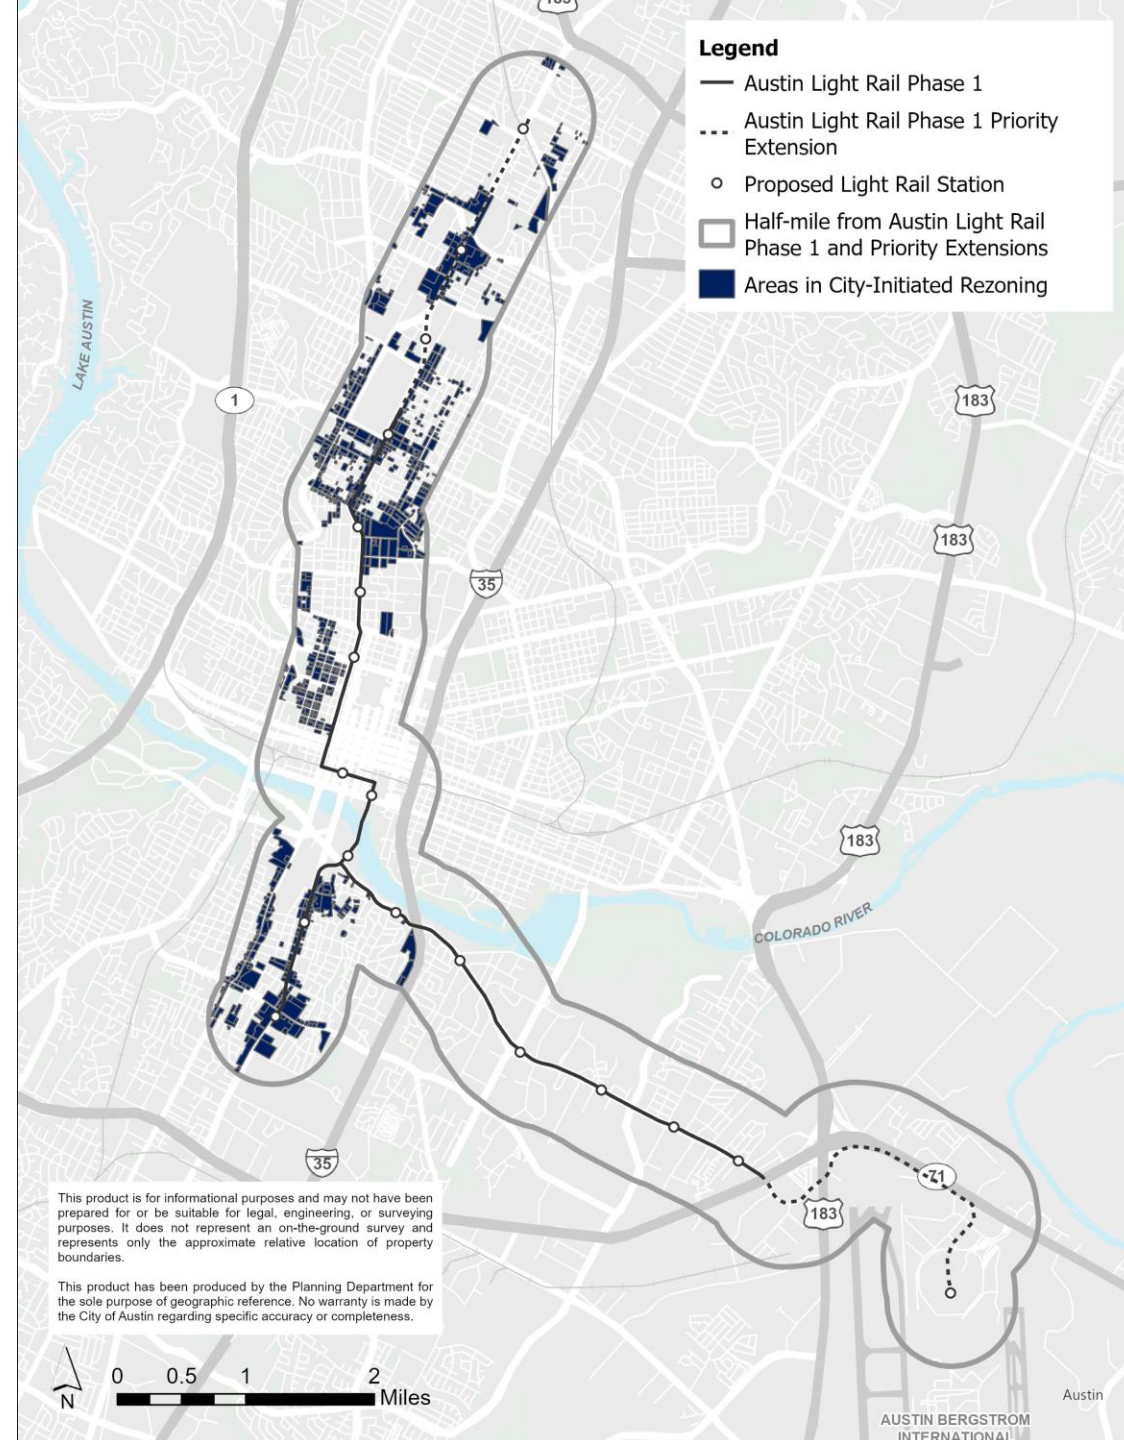 183
Legend
Austin Light Rail Phase 1
Austin Light Rail Phase 1 Priority
Extension
Proposed Light Rail Station
Half-mile from Austin Light Rail
Phase 1 and Priority Extensions
Areas in City-Initiated Rezoning
LAKE AUSTIN
1
183
183
35
183
COLORADO RIVER
35
71
183
This product is for informational purposes and may not have been
prepared for or be suitable for legal, engineering, or surveying
purposes. It does not represent an on-the-ground survey and
represents only the approximate relative location of property
boundaries.
This product has been produced by the Planning Department for
the sole purpose of geographic reference. No warranty is made by
the City of Austin regarding specific accuracy or completeness.
N
0 0.5 1 2
Miles
Austin
AUSTIN BERGSTROM
INTERNATIONAL